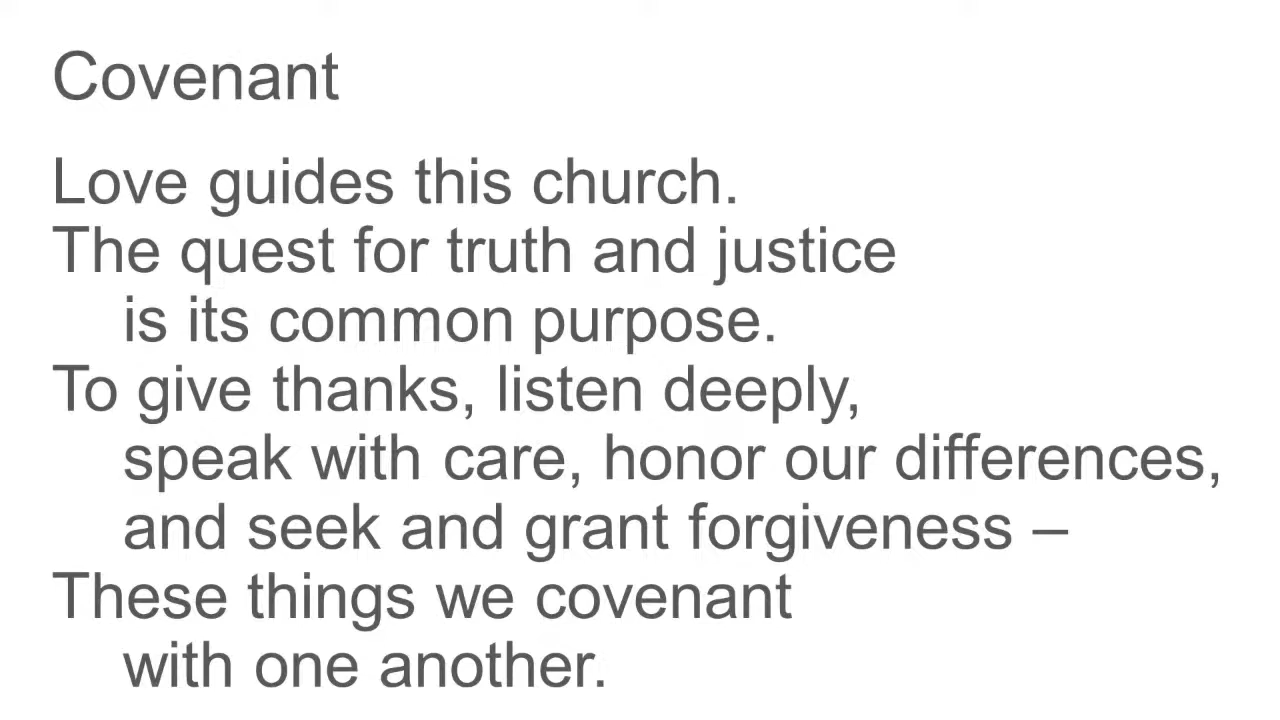 Covenant
Love guides this church.
The quest for truth and justice
is its common purpose.
To give thanks, listen deeply,
speak with care, honor our differences,
and seek and grant forgiveness –
These things we covenant
with one another.